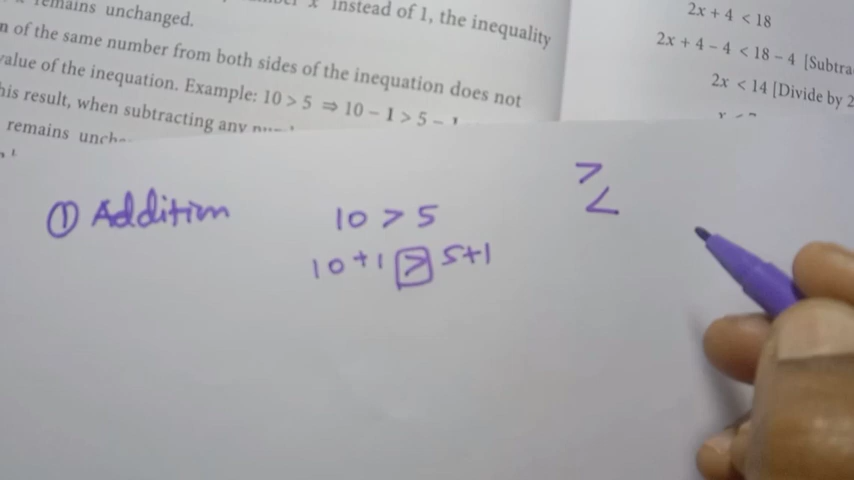 remains unchanged.
x instead of 1, the inequality
of the same number from both sides of the inequation does not
value of the inequation. Example: 10 > 5 ⇒ 10 − 1 > 5 − 1
his result, when subtracting any
remains
2x + 4 < 18
2x + 4 − 4 < 18 − 4 [Subtra
2x < 14 [Divide by 2
① Addition
10 > 5
10+1 > 5+1
>
<